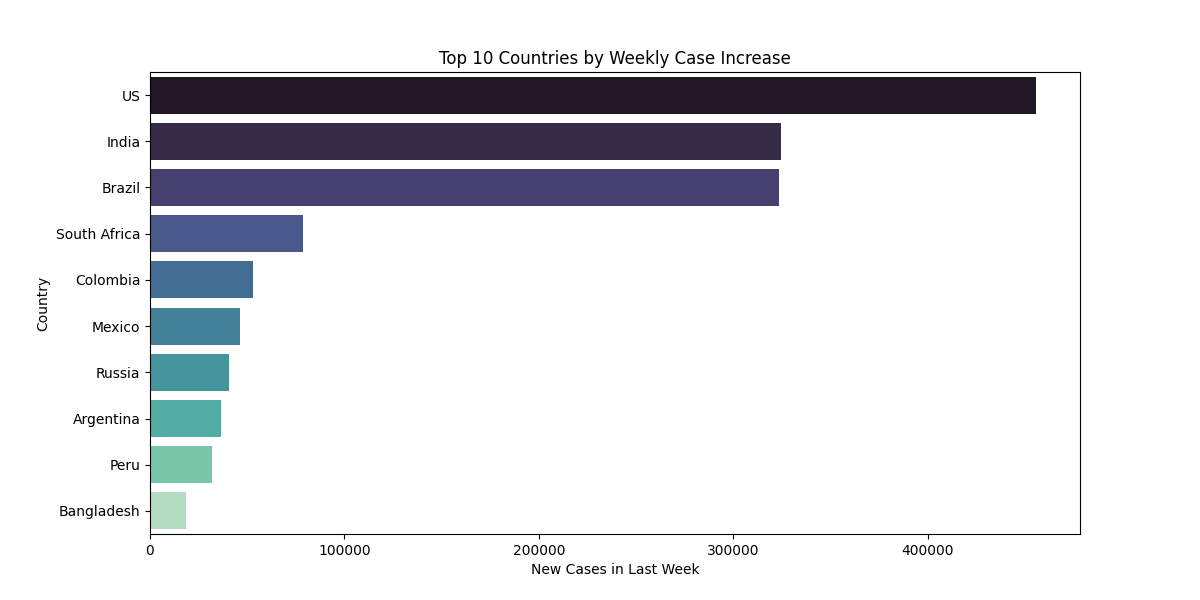 Top 10 Countries by Weekly Case Increase
Country
US
India
Brazil
South Africa
Colombia
Mexico
Russia
Argentina
Peru
Bangladesh
0 100000 200000 300000 400000
New Cases in Last Week